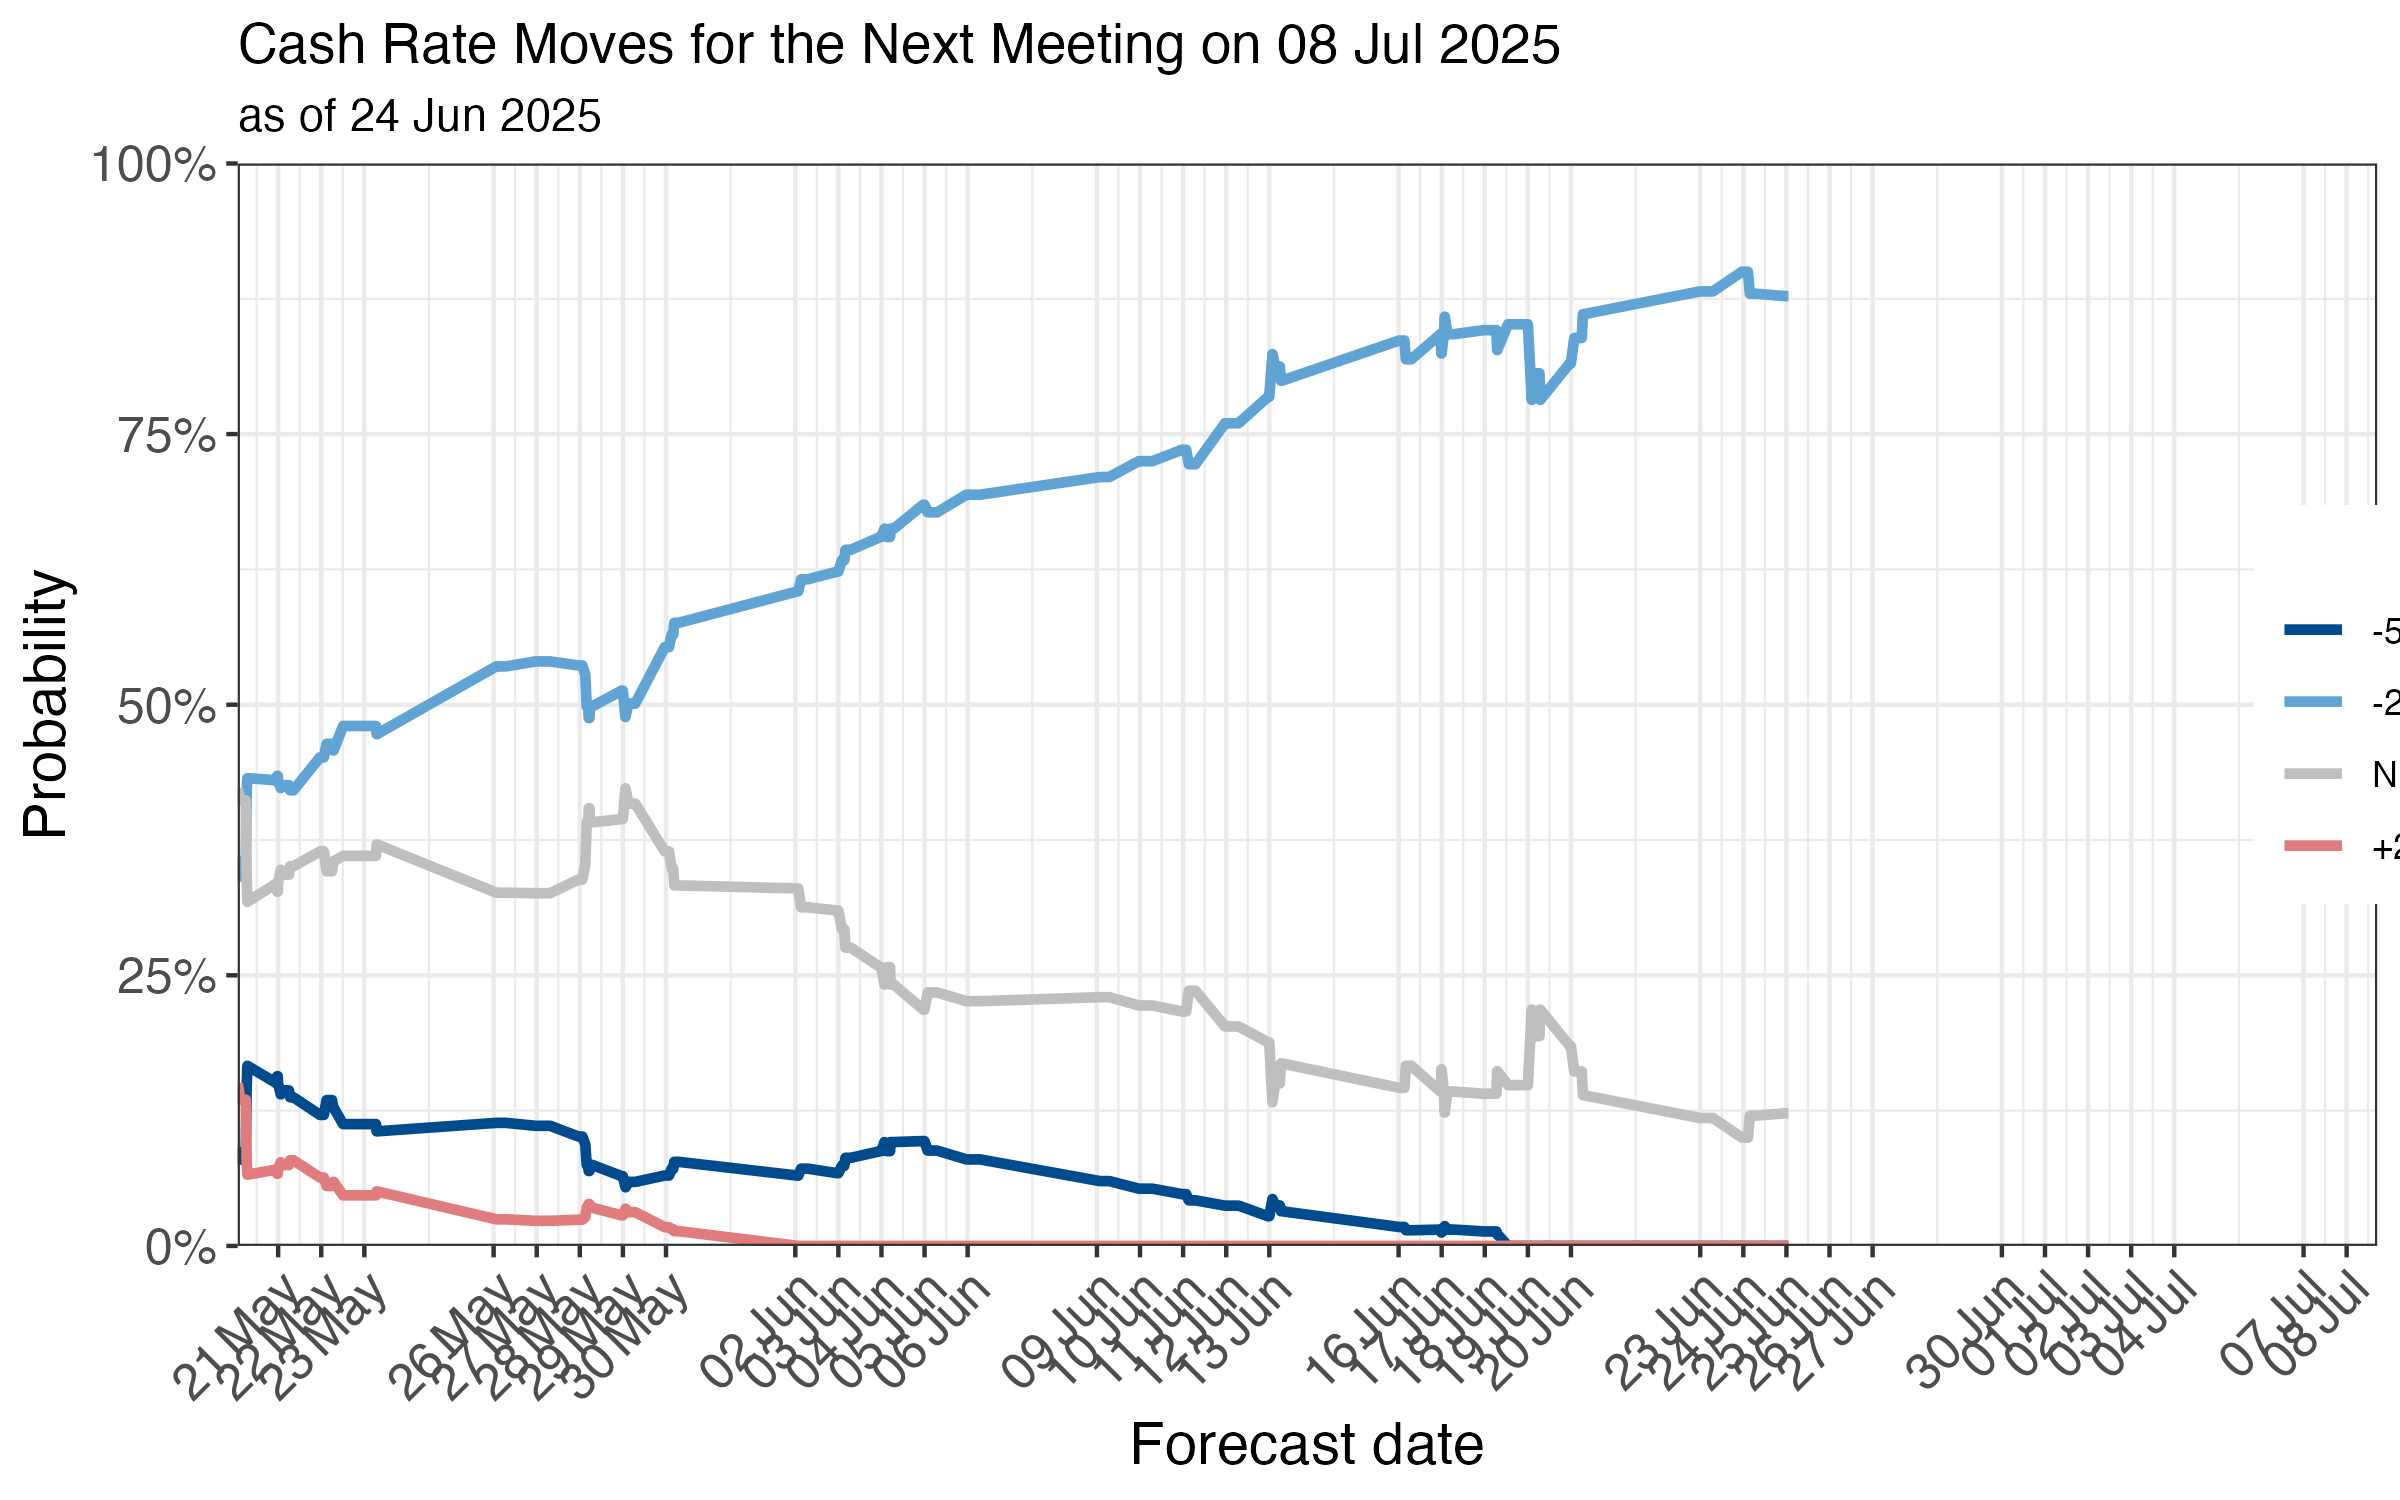 Cash Rate Moves for the Next Meeting on 08 Jul 2025
as of 24 Jun 2025
100%
75%
50%
25%
0%
Probability
-5
-2
N
+2
21 May
22 May
23 May
26 May
27 May
28 May
29 May
30 May
02 Jun
03 Jun
04 Jun
05 Jun
06 Jun
09 Jun
10 Jun
11 Jun
12 Jun
13 Jun
16 Jun
17 Jun
18 Jun
19 Jun
20 Jun
23 Jun
24 Jun
25 Jun
26 Jun
27 Jun
30 Jun
01 Jul
02 Jul
03 Jul
04 Jul
07 Jul
08 Jul
Forecast date